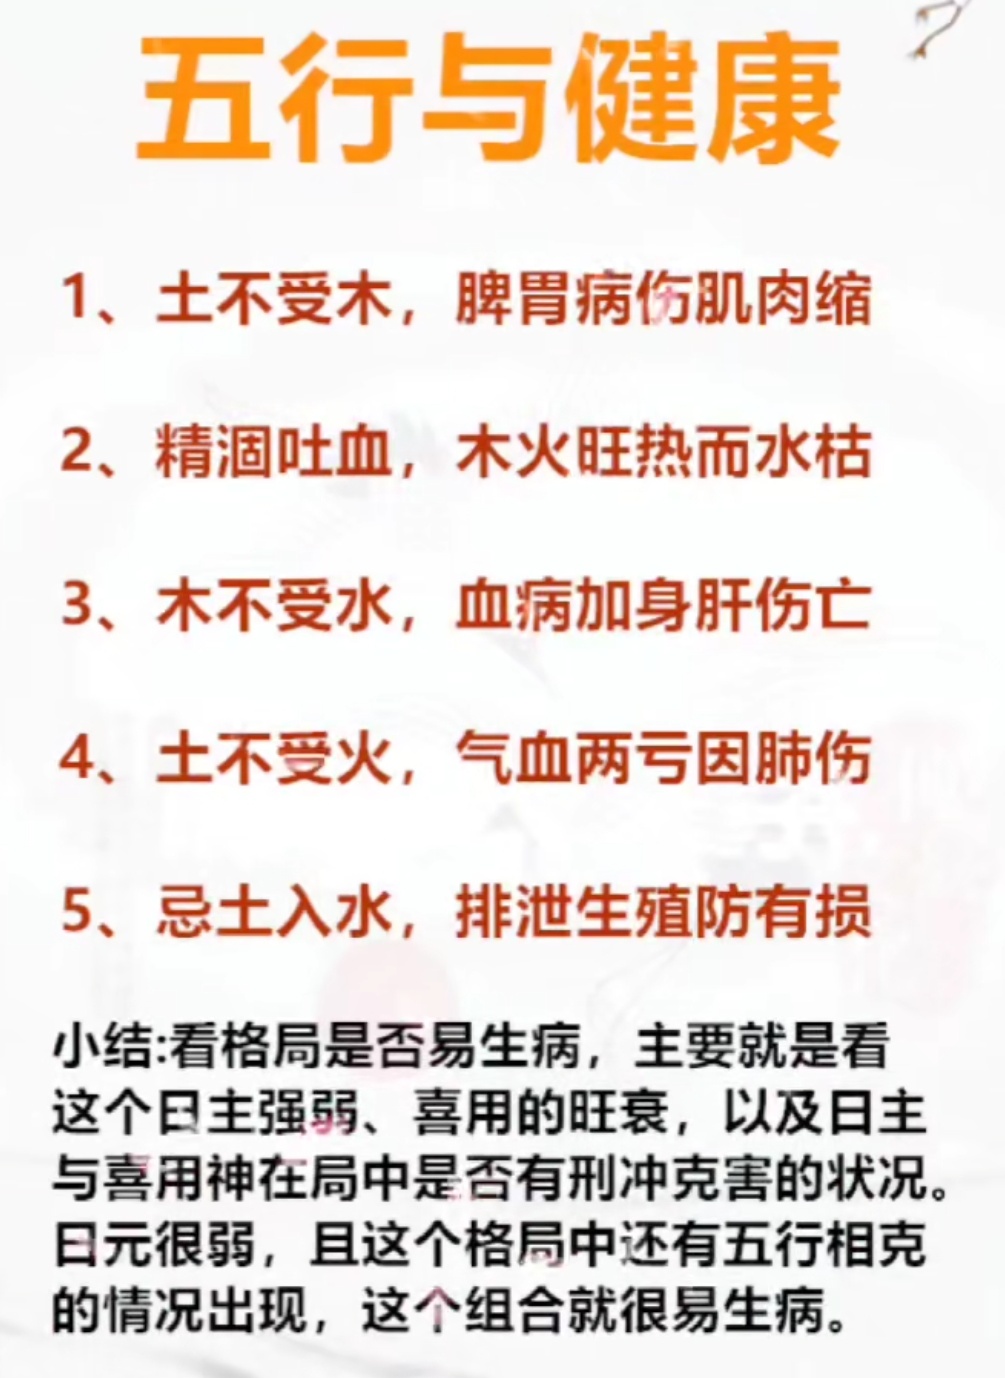 五行与健康
1、土不受木，脾胃病伤肌肉缩
2、精涸吐血，木火旺热而水枯
3、木不受水，血病加身肝伤亡
4、土不受火，气血两亏因肺伤
5、忌土入水，排泄生殖防有损
小结:看格局是否易生病，主要就是看
这个日主强弱、喜用的旺衰，以及日主
与喜用神在局中是否有刑冲克害的状况。
日元很弱，且这个格局中还有五行相克
的情况出现，这个组合就很易生病。